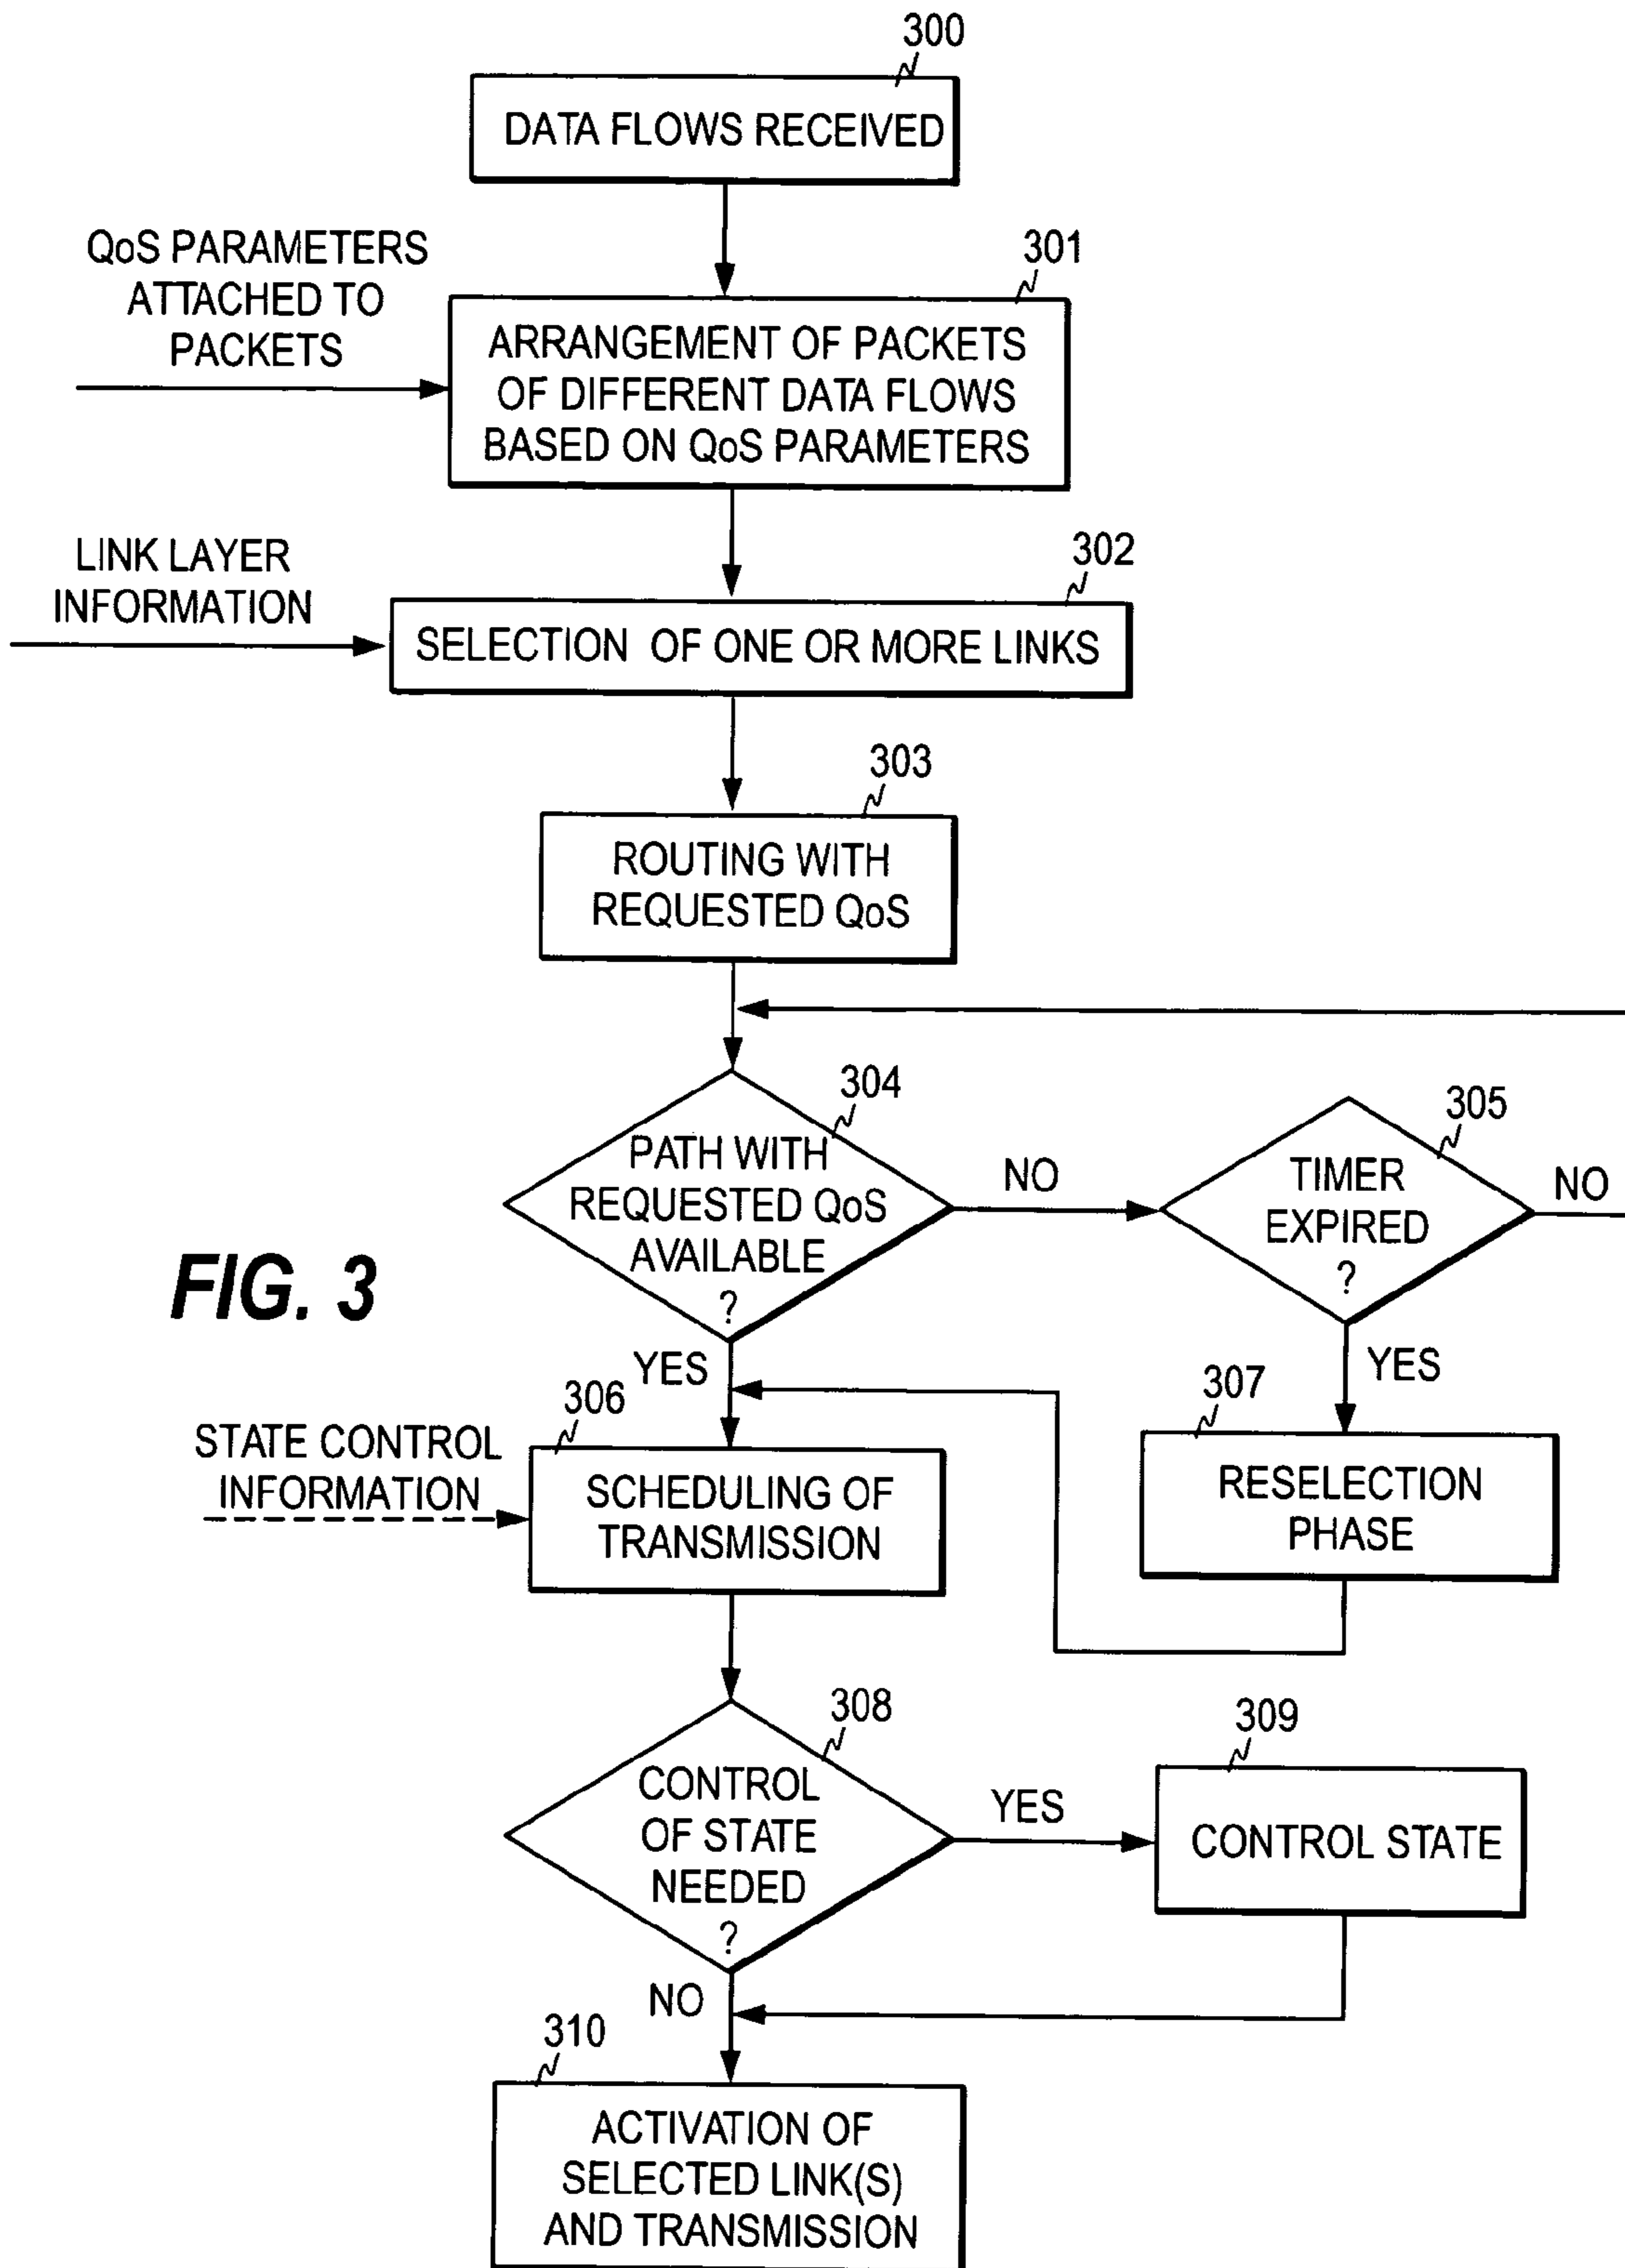 300
DATA FLOWS RECEIVED
QoS PARAMETERS
ATTACHED TO
PACKETS
301
ARRANGEMENT OF PACKETS
OF DIFFERENT DATA FLOWS
BASED ON QoS PARAMETERS
LINK LAYER
INFORMATION
302
SELECTION OF ONE OR MORE LINKS
303
ROUTING WITH
REQUESTED QoS
304
PATH WITH
REQUESTED QoS
AVAILABLE
?
NO
305
TIMER
EXPIRED
?
NO
FIG. 3
YES
YES
306
307
STATE CONTROL
INFORMATION
SCHEDULING OF
TRANSMISSION
RESELECTION
PHASE
308
CONTROL
OF STATE
NEEDED
?
YES
309
CONTROL STATE
NO
310
ACTIVATION OF
SELECTED LINK(S)
AND TRANSMISSION